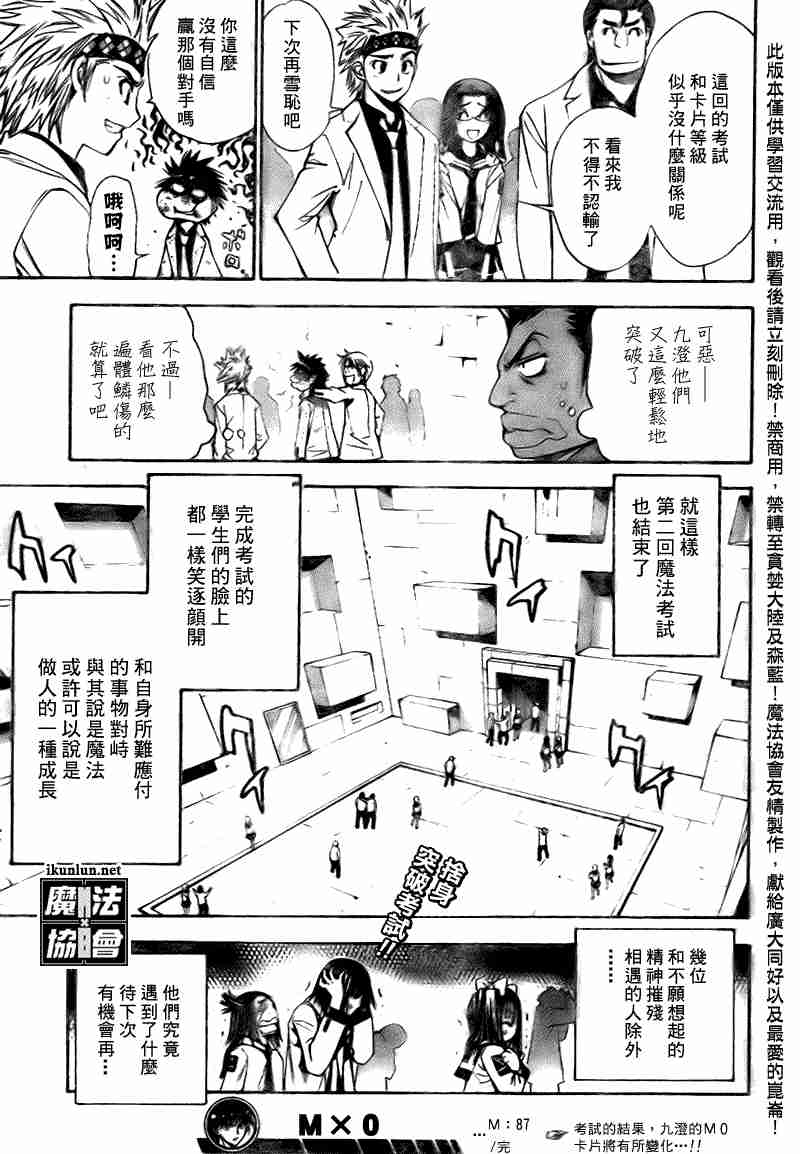 這回的考試
和卡片等級
似乎沒什麼關係呢
看來我
不得不認輸了
下次再雪恥吧
你這麼
沒有自信
贏那個對手嗎
哦呵呵…
ボロ…
可惡─
九澄他們
又這麼輕鬆地
突破了
不過─
看他那麼
遍體鱗傷的
就算了吧
就這樣
第二回魔法考試
也結束了
完成考試的
學生們的臉上
都一樣笑逐顏開
和自身所難應付
的事物對峙
與其說是魔法
或許可以說是
做人的一種成長
ワイ
ワイ
ワイ
ワイ
捨身
突破考試!!
幾位
和不願想起的
精神摧殘
相遇的人除外
……
他們究竟
遇到了什麼
待下次
有機會再…
ikunlun.net
魔法
協會
M×0
M×0
…M：87
/完
考試的結果，九澄的M0
卡片將有所變化…!!
此版本僅供學習交流用，觀看後請立刻刪除！禁商用，禁轉至貪婪大陸及森藍！魔法協會友情製作，獻給廣大同好以及最愛的崑崙！